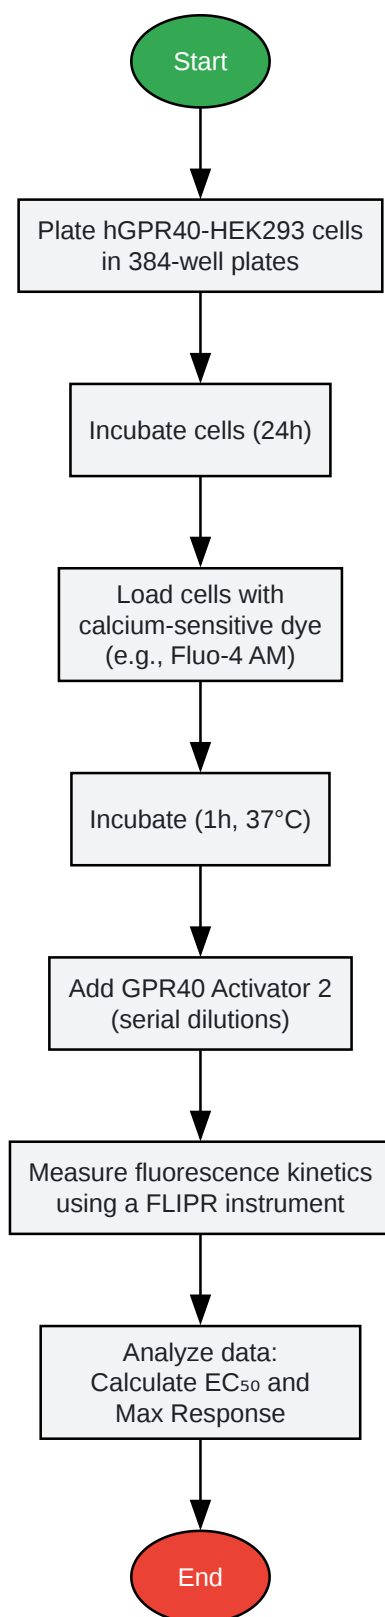 Start
Plate hGPR40-HEK293 cells
in 384-well plates
Incubate cells (24h)
Load cells with
calcium-sensitive dye
(e.g., Fluo-4 AM)
Incubate (1h, 37°C)
Add GPR40 Activator 2
(serial dilutions)
Measure fluorescence kinetics
using a FLIPR instrument
Analyze data:
Calculate EC₅₀ and
Max Response
End